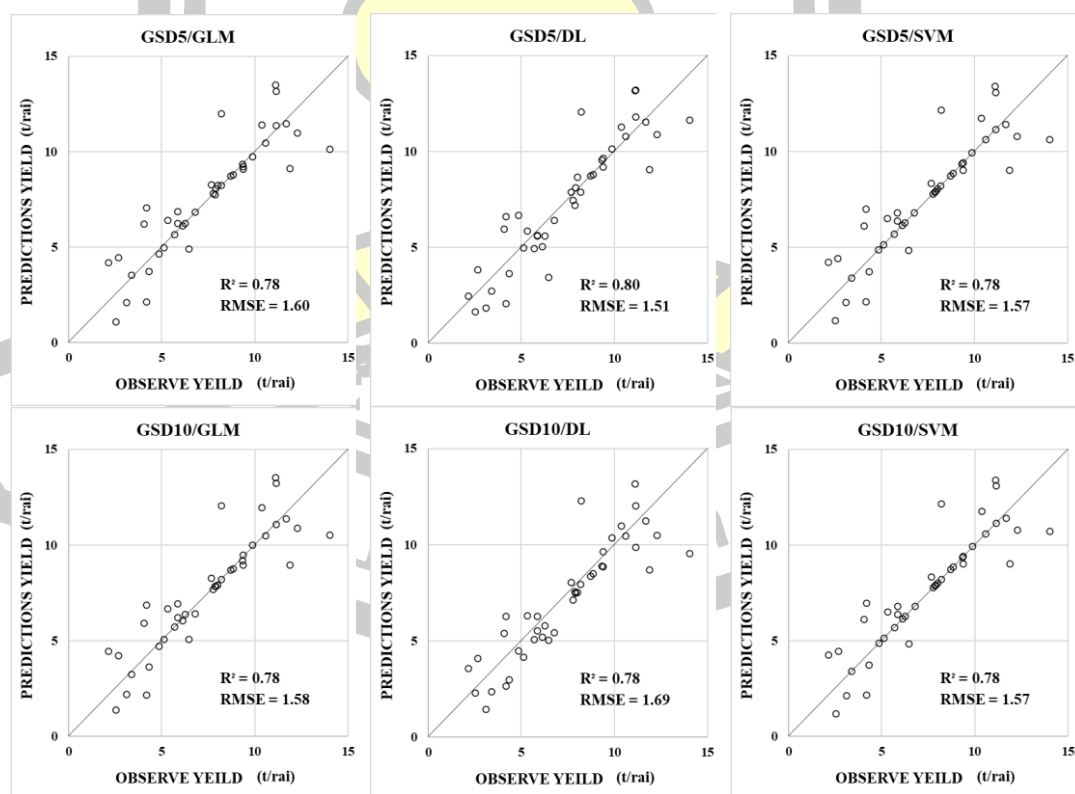 GSD5/GLM
15
10
5
0
0 5 10 15
PREDICTIONS YIELD (t/rai)
R² = 0.78
RMSE = 1.60
OBSERVE YEILD (t/rai)
GSD5/DL
15
10
5
0
0 5 10 15
PREDICTIONS YIELD (t/rai)
R² = 0.80
RMSE = 1.51
OBSERVE YEILD (t/rai)
GSD5/SVM
15
10
5
0
0 5 10 15
PREDICTIONS YIELD (t/rai)
R² = 0.78
RMSE = 1.57
OBSERVE YEILD (t/rai)
GSD10/GLM
15
10
5
0
0 5 10 15
PREDICTIONS YIELD (t/rai)
R² = 0.78
RMSE = 1.58
OBSERVE YEILD (t/rai)
GSD10/DL
15
10
5
0
0 5 10 15
PREDICTIONS YIELD (t/rai)
R² = 0.78
RMSE = 1.69
OBSERVE YEILD (t/rai)
GSD10/SVM
15
10
5
0
0 5 10 15
PREDICTIONS YIELD (t/rai)
R² = 0.78
RMSE = 1.57
OBSERVE YEILD (t/rai)